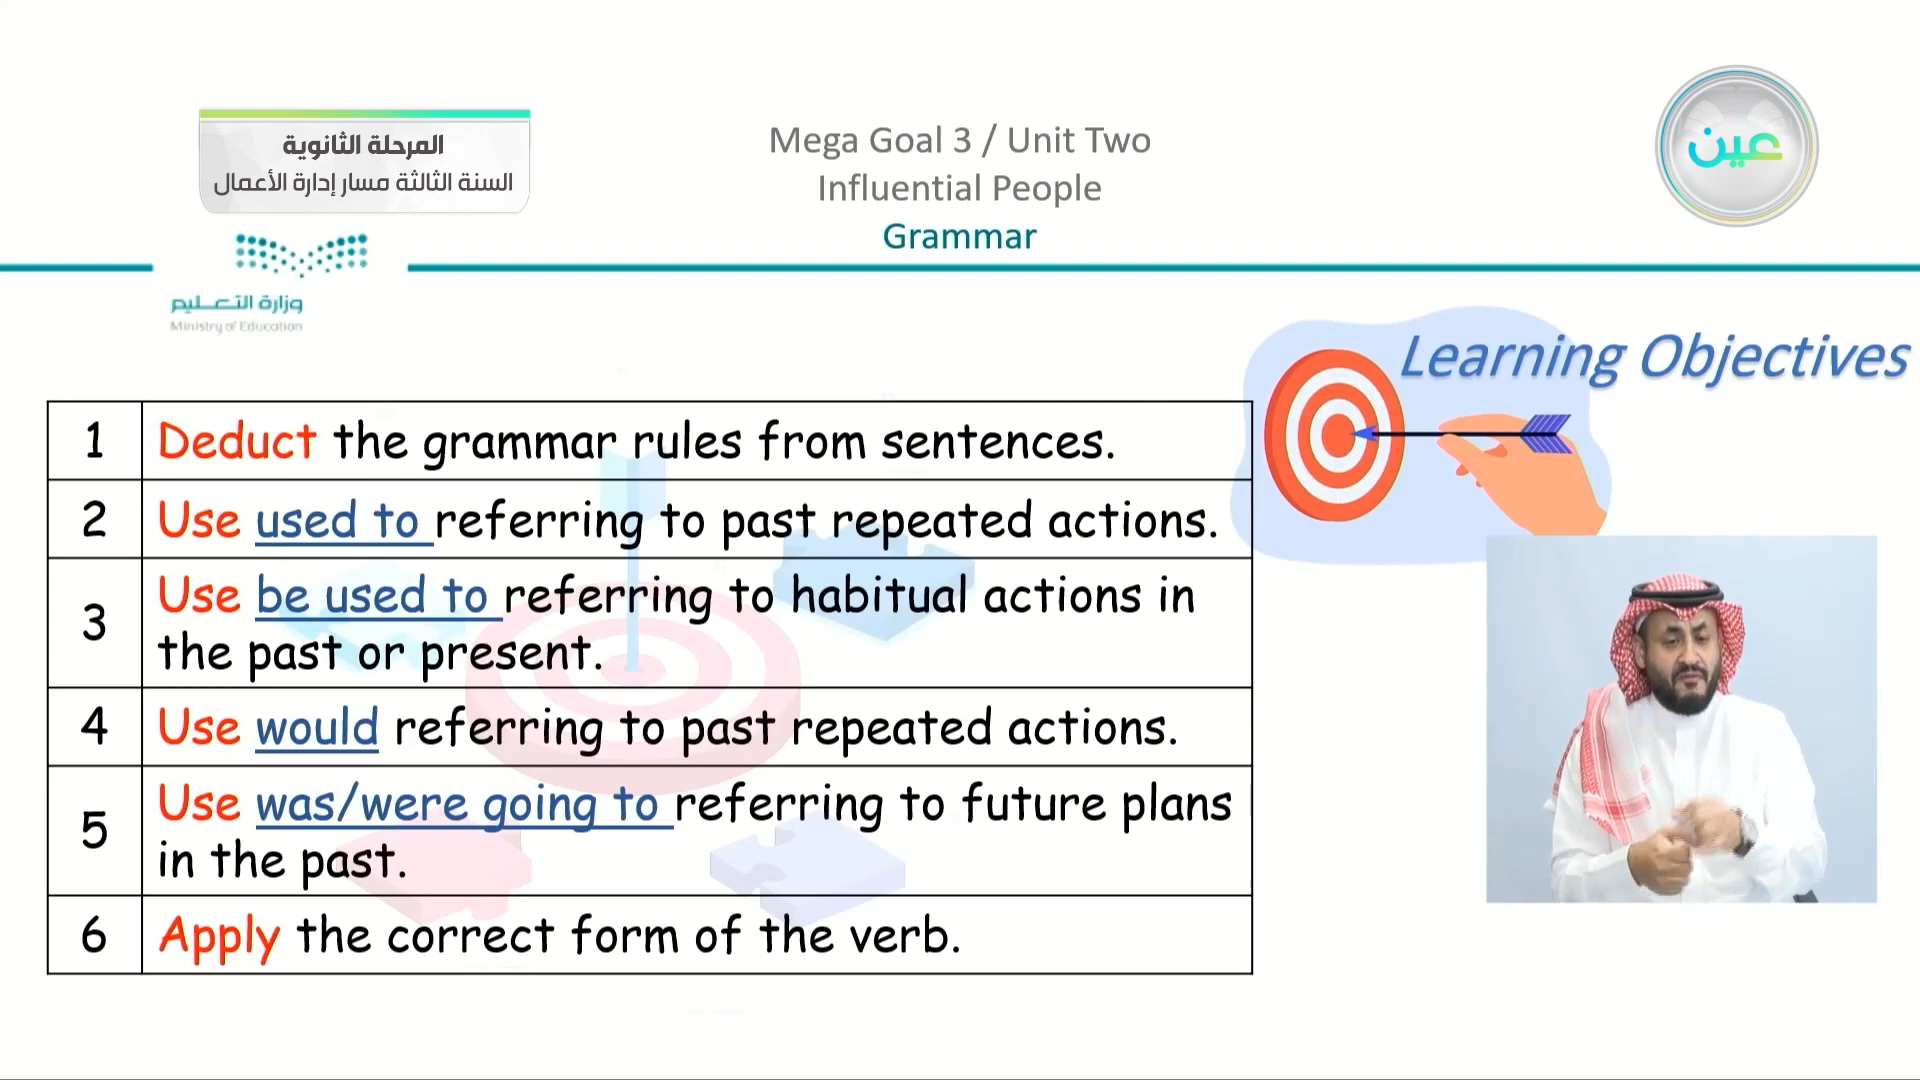 المرحلة الثانوية
السنة الثالثة مسار إدارة الأعمال
Mega Goal 3 / Unit Two
Influential People
Grammar
عين
وزارة التعليم
Ministry of Education
Learning Objectives
1 Deduct the grammar rules from sentences.
2 Use used to referring to past repeated actions.
3 Use be used to referring to habitual actions in
the past or present.
4 Use would referring to past repeated actions.
5 Use was/were going to referring to future plans
in the past.
6 Apply the correct form of the verb.